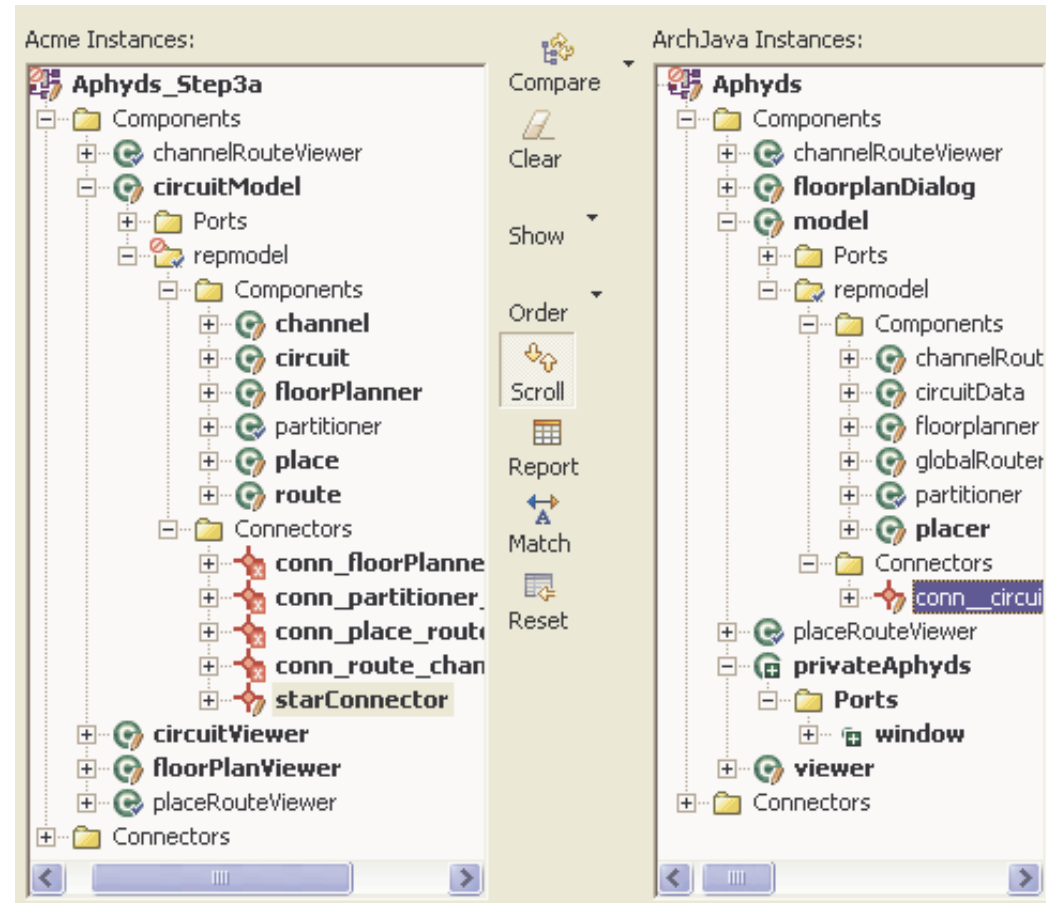 Acme Instances:
Aphyds_Step3a
Components
channelRouteViewer
circuitModel
Ports
repmodel
Components
channel
circuit
floorPlanner
partitioner
place
route
Connectors
conn_floorPlanne
conn_partitioner_
conn_place_route
conn_route_chan
starConnector
circuitViewer
floorPlanViewer
placeRouteViewer
Connectors
Compare
Clear
Show
Order
Scroll
Report
Match
Reset
ArchJava Instances:
Aphyds
Components
channelRouteViewer
floorplanDialog
model
Ports
repmodel
Components
channelRout
circuitData
floorplanner
globalRouter
partitioner
placer
Connectors
conn__circui
placeRouteViewer
privateAphyds
Ports
window
viewer
Connectors